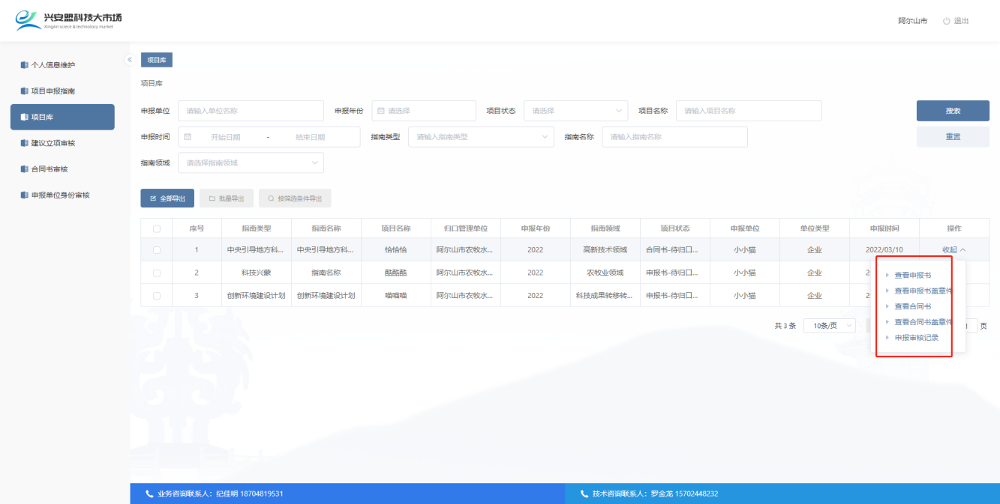 兴安盟科技大市场
XingAn sciece & technology market
阿尔山市 退出
个人信息维护
项目申报指南
项目库
建议立项审核
合同书审核
申报单位身份审核
项目库
项目库
申报单位 请输入单位名称 申报年份 请选择 项目状态 请选择 项目名称 请输入项目名称 搜索
申报时间 开始日期 - 结束日期 指南类型 请输入指南类型 指南名称 请输入指南名称 重置
指南领域 请选择指南领域
全部导出 批量导出 按筛选条件导出
序号 指南类型 指南名称 项目名称 归口管理单位 申报年份 指南领域 项目状态 申报单位 单位类型 申报时间 操作
1 中央引导地方科... 中央引导地方科... 恰恰恰 阿尔山市农牧水... 2022 高新技术领域 合同书-待归口... 小小猫 企业 2022/03/10 收起
2 科技兴蒙 指南名称 酷酷酷 阿尔山市农牧水... 2022 农牧业领域 申报书-待归口... 小小猫 企业 2
3 创新环境建设计划 创新环境建设计划 喵喵喵 阿尔山市农牧水... 2022 科技成果转移转... 申报书-待归口... 小小猫 企业 2
查看申报书
查看申报书盖章件
查看合同书
查看合同书盖章件
申报审核记录
共 3 条 10条/页 页
业务咨询联系人：纪佳明 18704819531 技术咨询联系人：罗金龙 15702448232